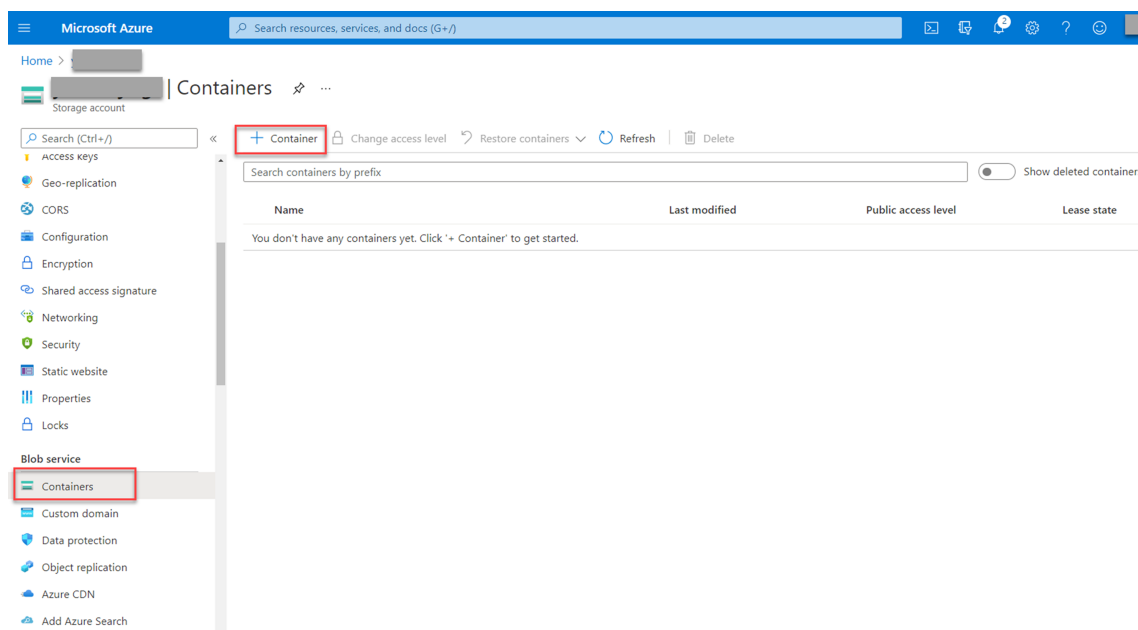 Microsoft Azure
Search resources, services, and docs (G+/)
2
Home >
| Containers
Storage account
Search (Ctrl+/)
«
+ Container
Change access level
Restore containers
Refresh
Delete
Access keys
Geo-replication
CORS
Configuration
Encryption
Shared access signature
Networking
Security
Static website
Properties
Locks
Blob service
Containers
Custom domain
Data protection
Object replication
Azure CDN
Add Azure Search
Search containers by prefix
Show deleted container
Name Last modified Public access level Lease state
You don't have any containers yet. Click '+ Container' to get started.